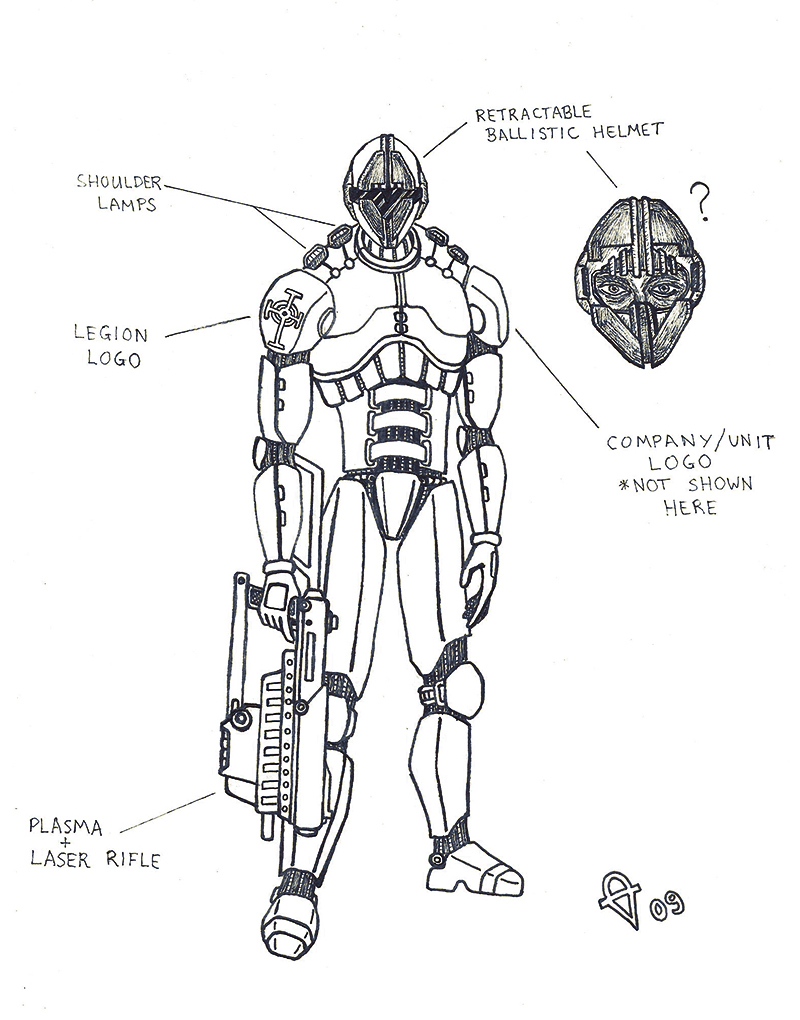 RETRACTABLE
BALLISTIC HELMET
?
SHOULDER
LAMPS
LEGION
LOGO
COMPANY/UNIT
LOGO
*NOT SHOWN
HERE
PLASMA
+
LASER RIFLE
09